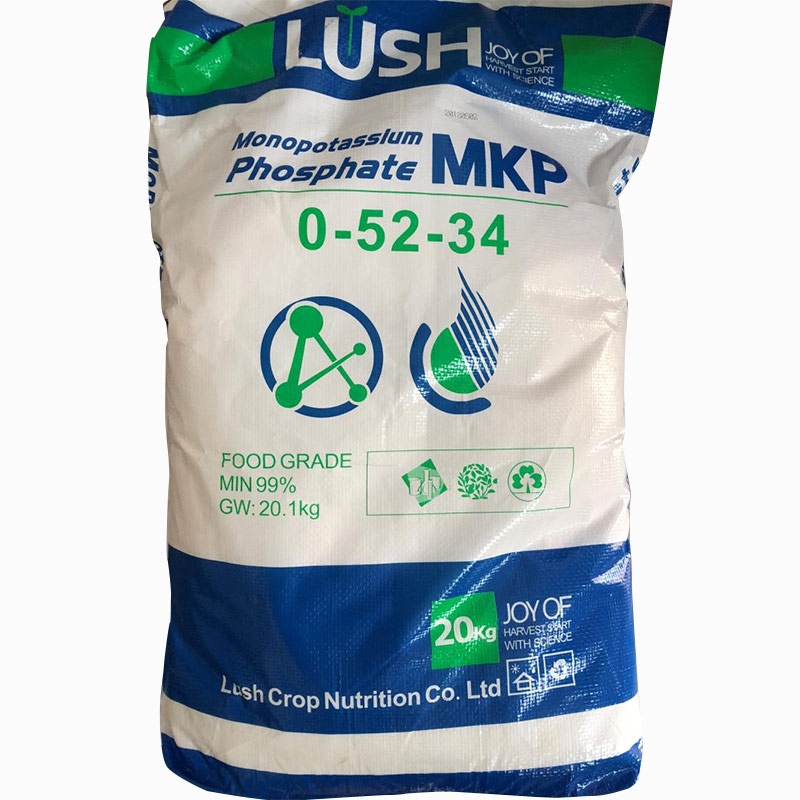 LUSH
JOY OF
HARVEST START
WITH SCIENCE
Monopotassium
Phosphate MKP
0-52-34
FOOD GRADE
MIN 99%
GW: 20.1kg
20Kg
JOY OF
HARVEST START
WITH SCIENCE
Lush Crop Nutrition Co. Ltd